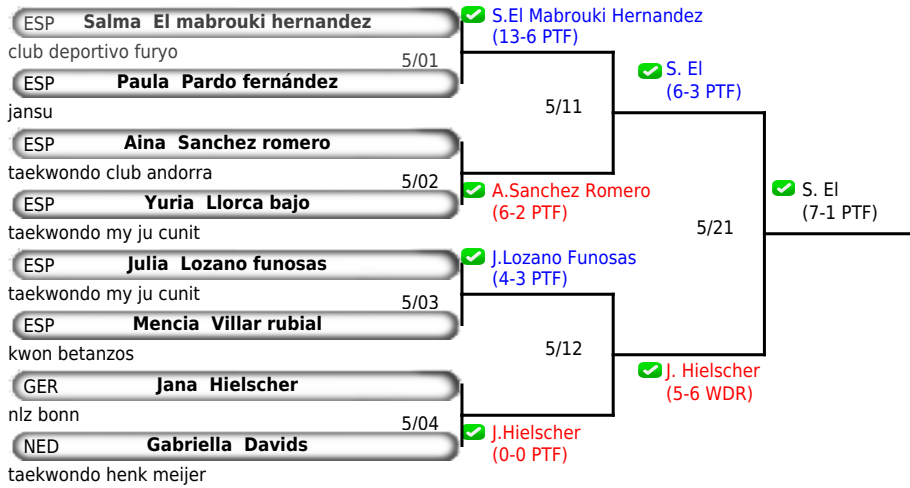 ESP Salma El mabrouki hernandez
S.El Mabrouki Hernandez
(13-6 PTF)
club deportivo furyo
5/01
S. El
(6-3 PTF)
ESP Paula Pardo fernández
jansu
5/11
ESP Aina Sanchez romero
taekwondo club andorra
5/02
A.Sanchez Romero
(6-2 PTF)
S. El
(7-1 PTF)
ESP Yuria Llorca bajo
taekwondo my ju cunit
5/21
ESP Julia Lozano funosas
J.Lozano Funosas
(4-3 PTF)
taekwondo my ju cunit
5/03
ESP Mencia Villar rubial
kwon betanzos
5/12
J. Hielscher
(5-6 WDR)
GER Jana Hielscher
nlz bonn
5/04
J.Hielscher
(0-0 PTF)
NED Gabriella Davids
taekwondo henk meijer